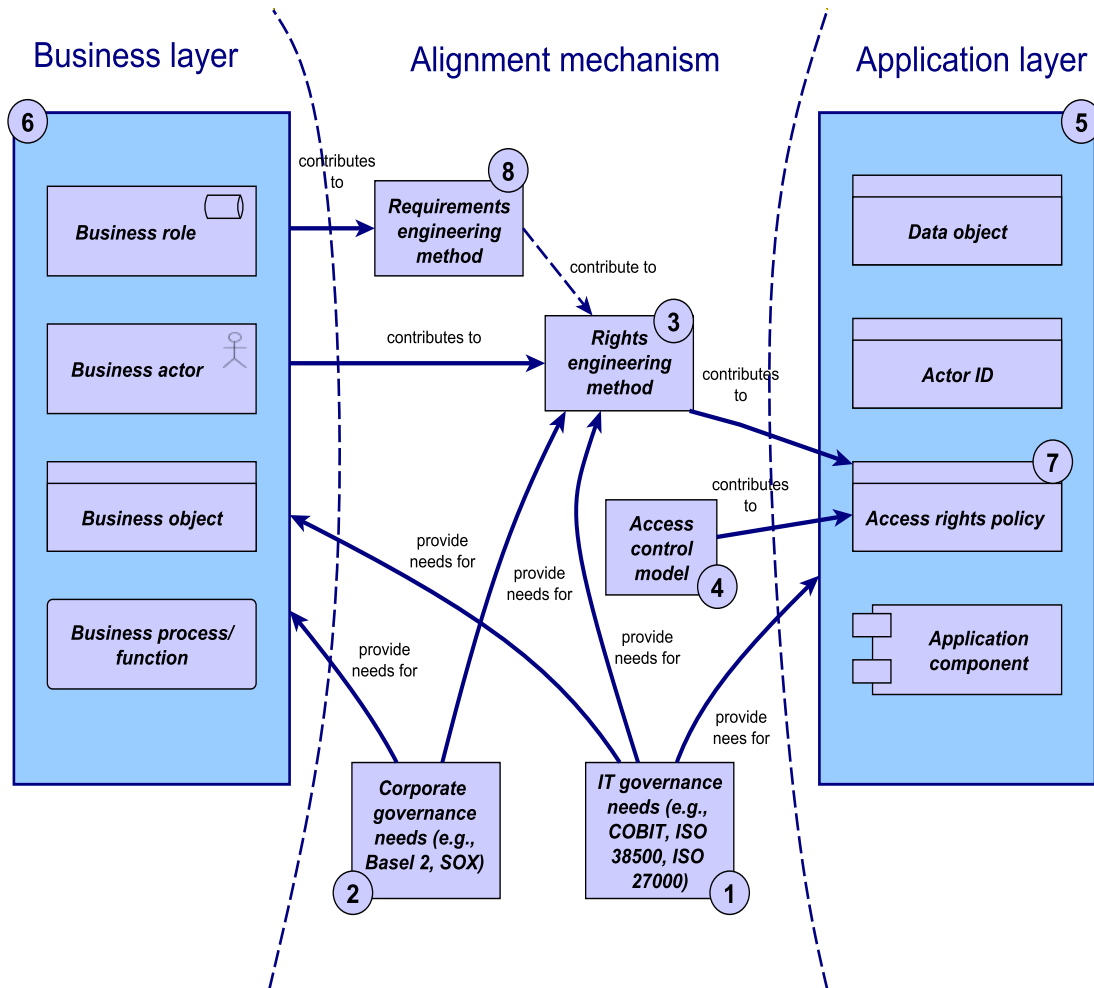 Business layer
Alignment mechanism
Application layer
6
Business role
Business actor
Business object
Business process/
function
contributes
to
8
Requirements
engineering
method
contribute to
contributes to
3
Rights
engineering
method
contributes
to
contributes
to
Access
control
model
4
provide
needs for
provide
needs for
provide
needs for
provide
needs for
provide
nees for
Corporate
governance
needs (e.g.,
Basel 2, SOX)
2
IT governance
needs (e.g.,
COBIT, ISO
38500, ISO
27000)
1
5
Data object
Actor ID
7
Access rights policy
Application
component